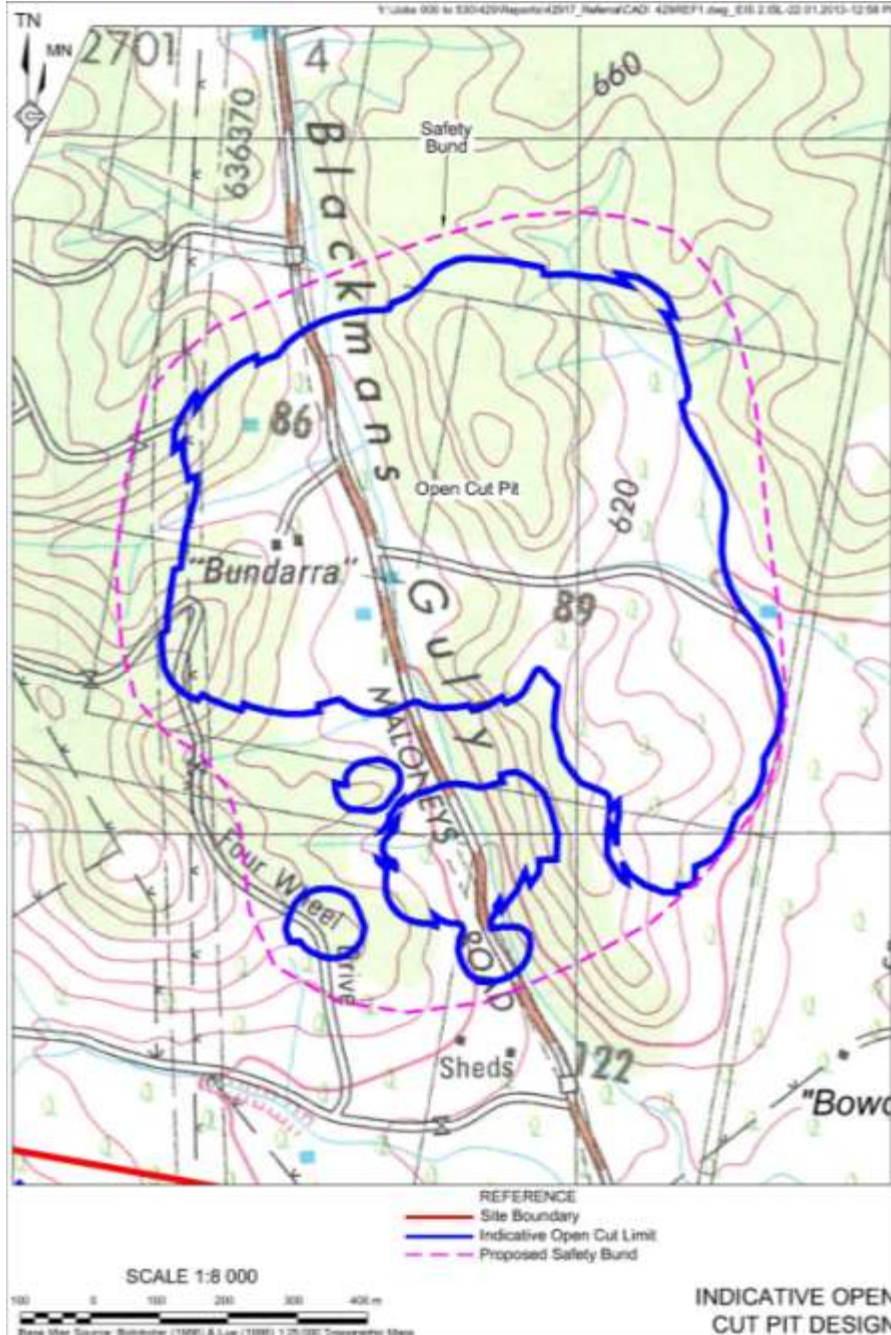 TN
MN
2701
4
660
636370
Safety
Bund
Blackmans
Gully
86
Open Cut Pit
620
"Bundarra"
89
MALONEYS
ROAD
Four Wheel Drive
Sheds
122
"Bowd
REFERENCE
Site Boundary
Indicative Open Cut Limit
Proposed Safety Bund
SCALE 1:8 000
100 0 100 200 300 400 m
INDICATIVE OPEN
CUT PIT DESIGN